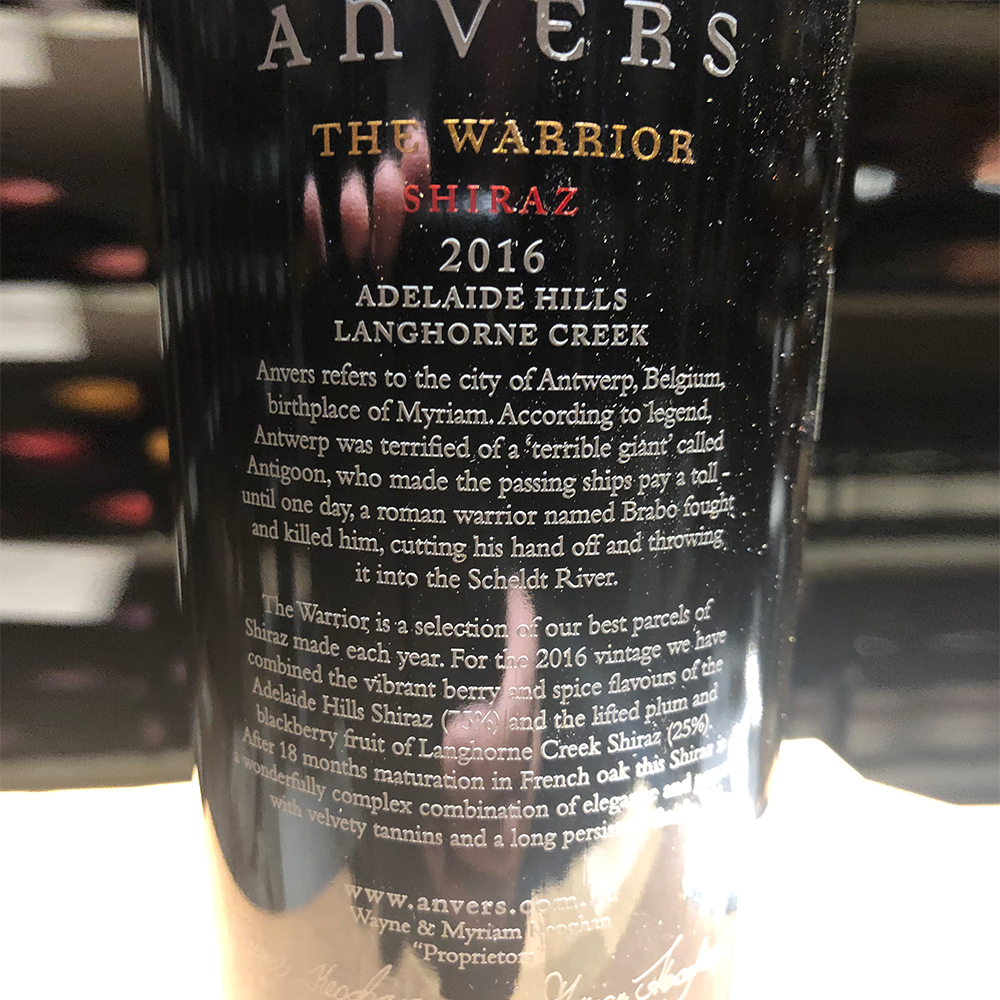 ANVERS
THE WARRIOR
SHIRAZ
2016
ADELAIDE HILLS
LANGHORNE CREEK
Anvers refers to the city of Antwerp, Belgium,
birthplace of Myriam. According to legend,
Antwerp was terrified of a 'terrible giant' called
Antigoon, who made the passing ships pay a toll -
until one day, a roman warrior named Brabo fought
and killed him, cutting his hand off and throwing
it into the Scheldt River.
The Warrior, is a selection of our best parcels of
Shiraz made each year. For the 2016 vintage we have
combined the vibrant berry and spice flavours of the
Adelaide Hills Shiraz (75%) and the lifted plum and
blackberry fruit of Langhorne Creek Shiraz (25%).
After 18 months maturation in French oak this Shiraz is
a wonderfully complex combination of and
with velvety tannins and a long
www.anvers.com
Wayne & Myriam Keoghan
"Proprietors